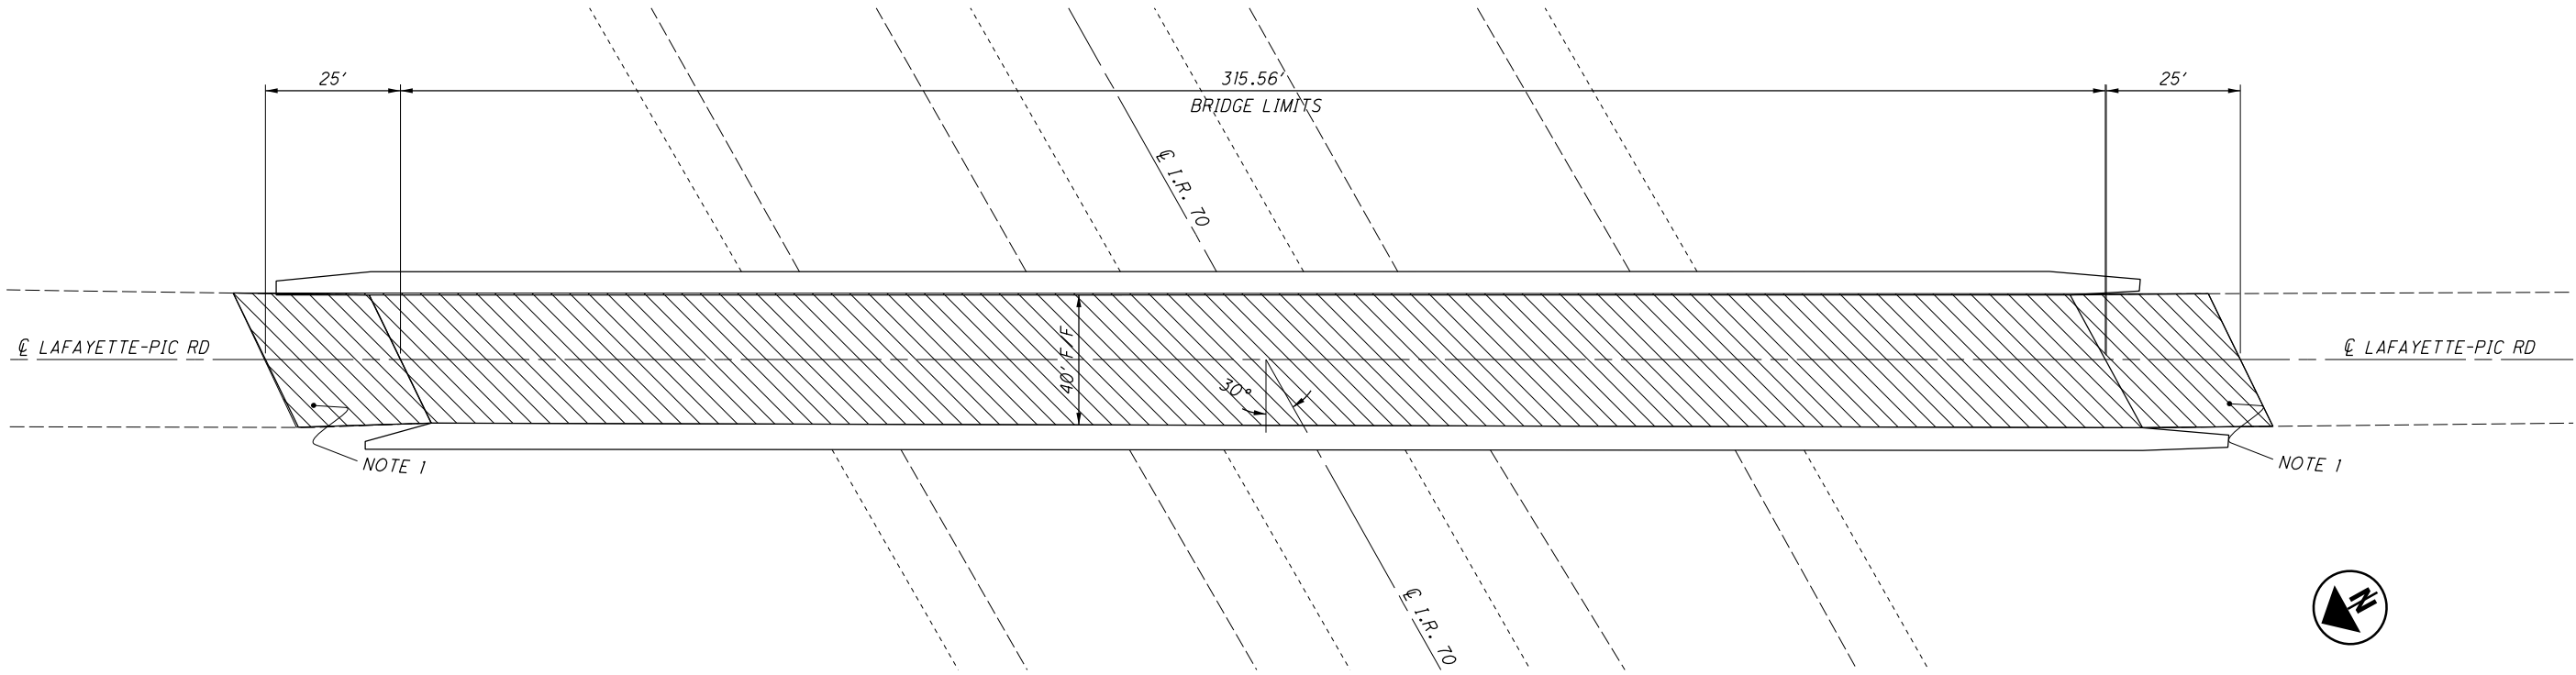 25'
315.56'
25'
BRIDGE LIMITS
℄ I.R. 70
℄ LAFAYETTE-PIC RD
℄ LAFAYETTE-PIC RD
40' F/F
30°
NOTE 1
NOTE 1
℄ I.R. 70
N